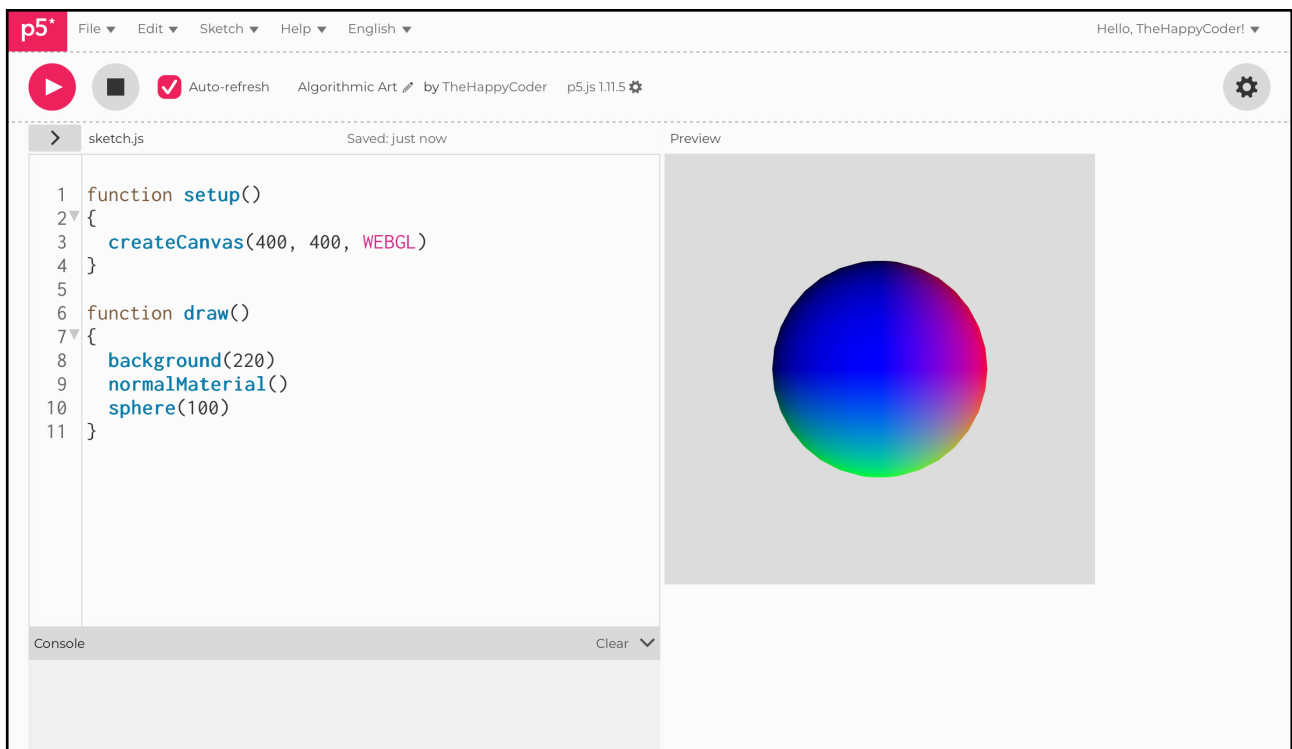 p5* File Edit Sketch Help English Hello, TheHappyCoder!
Auto-refresh Algorithmic Art by TheHappyCoder p5.js 1.11.5
sketch.js Saved: just now Preview
1 function setup()
2 {
3 createCanvas(400, 400, WEBGL)
4 }
5
6 function draw()
7 {
8 background(220)
9 normalMaterial()
10 sphere(100)
11 }
Console Clear